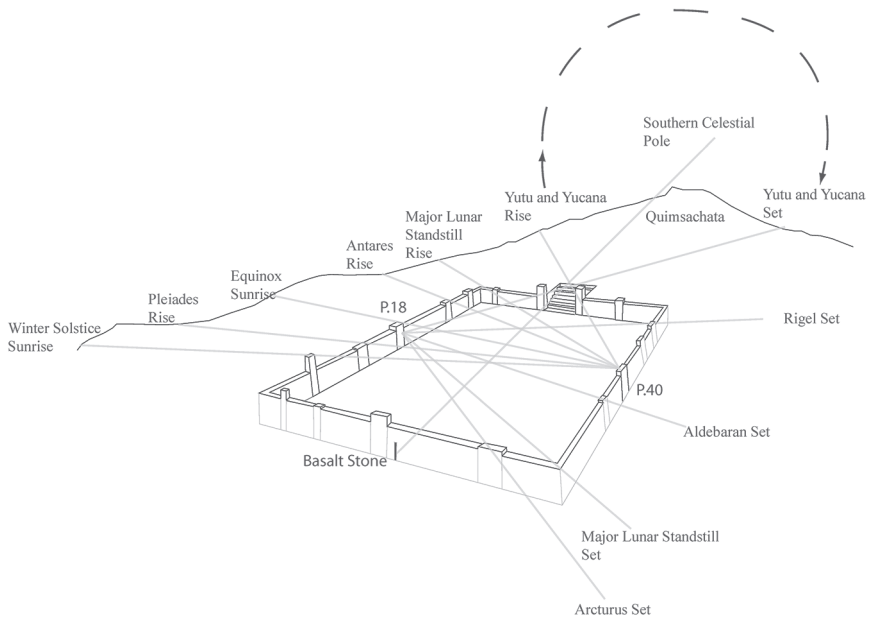 Southern Celestial
Pole
Yutu and Yucana
Rise
Yutu and Yucana
Set
Quimsachata
Major Lunar
Standstill
Rise
Antares
Rise
Equinox
Sunrise
Pleiades
Rise
Winter Solstice
Sunrise
P.18
Rigel Set
P.40
Aldebaran Set
Basalt Stone
Major Lunar Standstill
Set
Arcturus Set